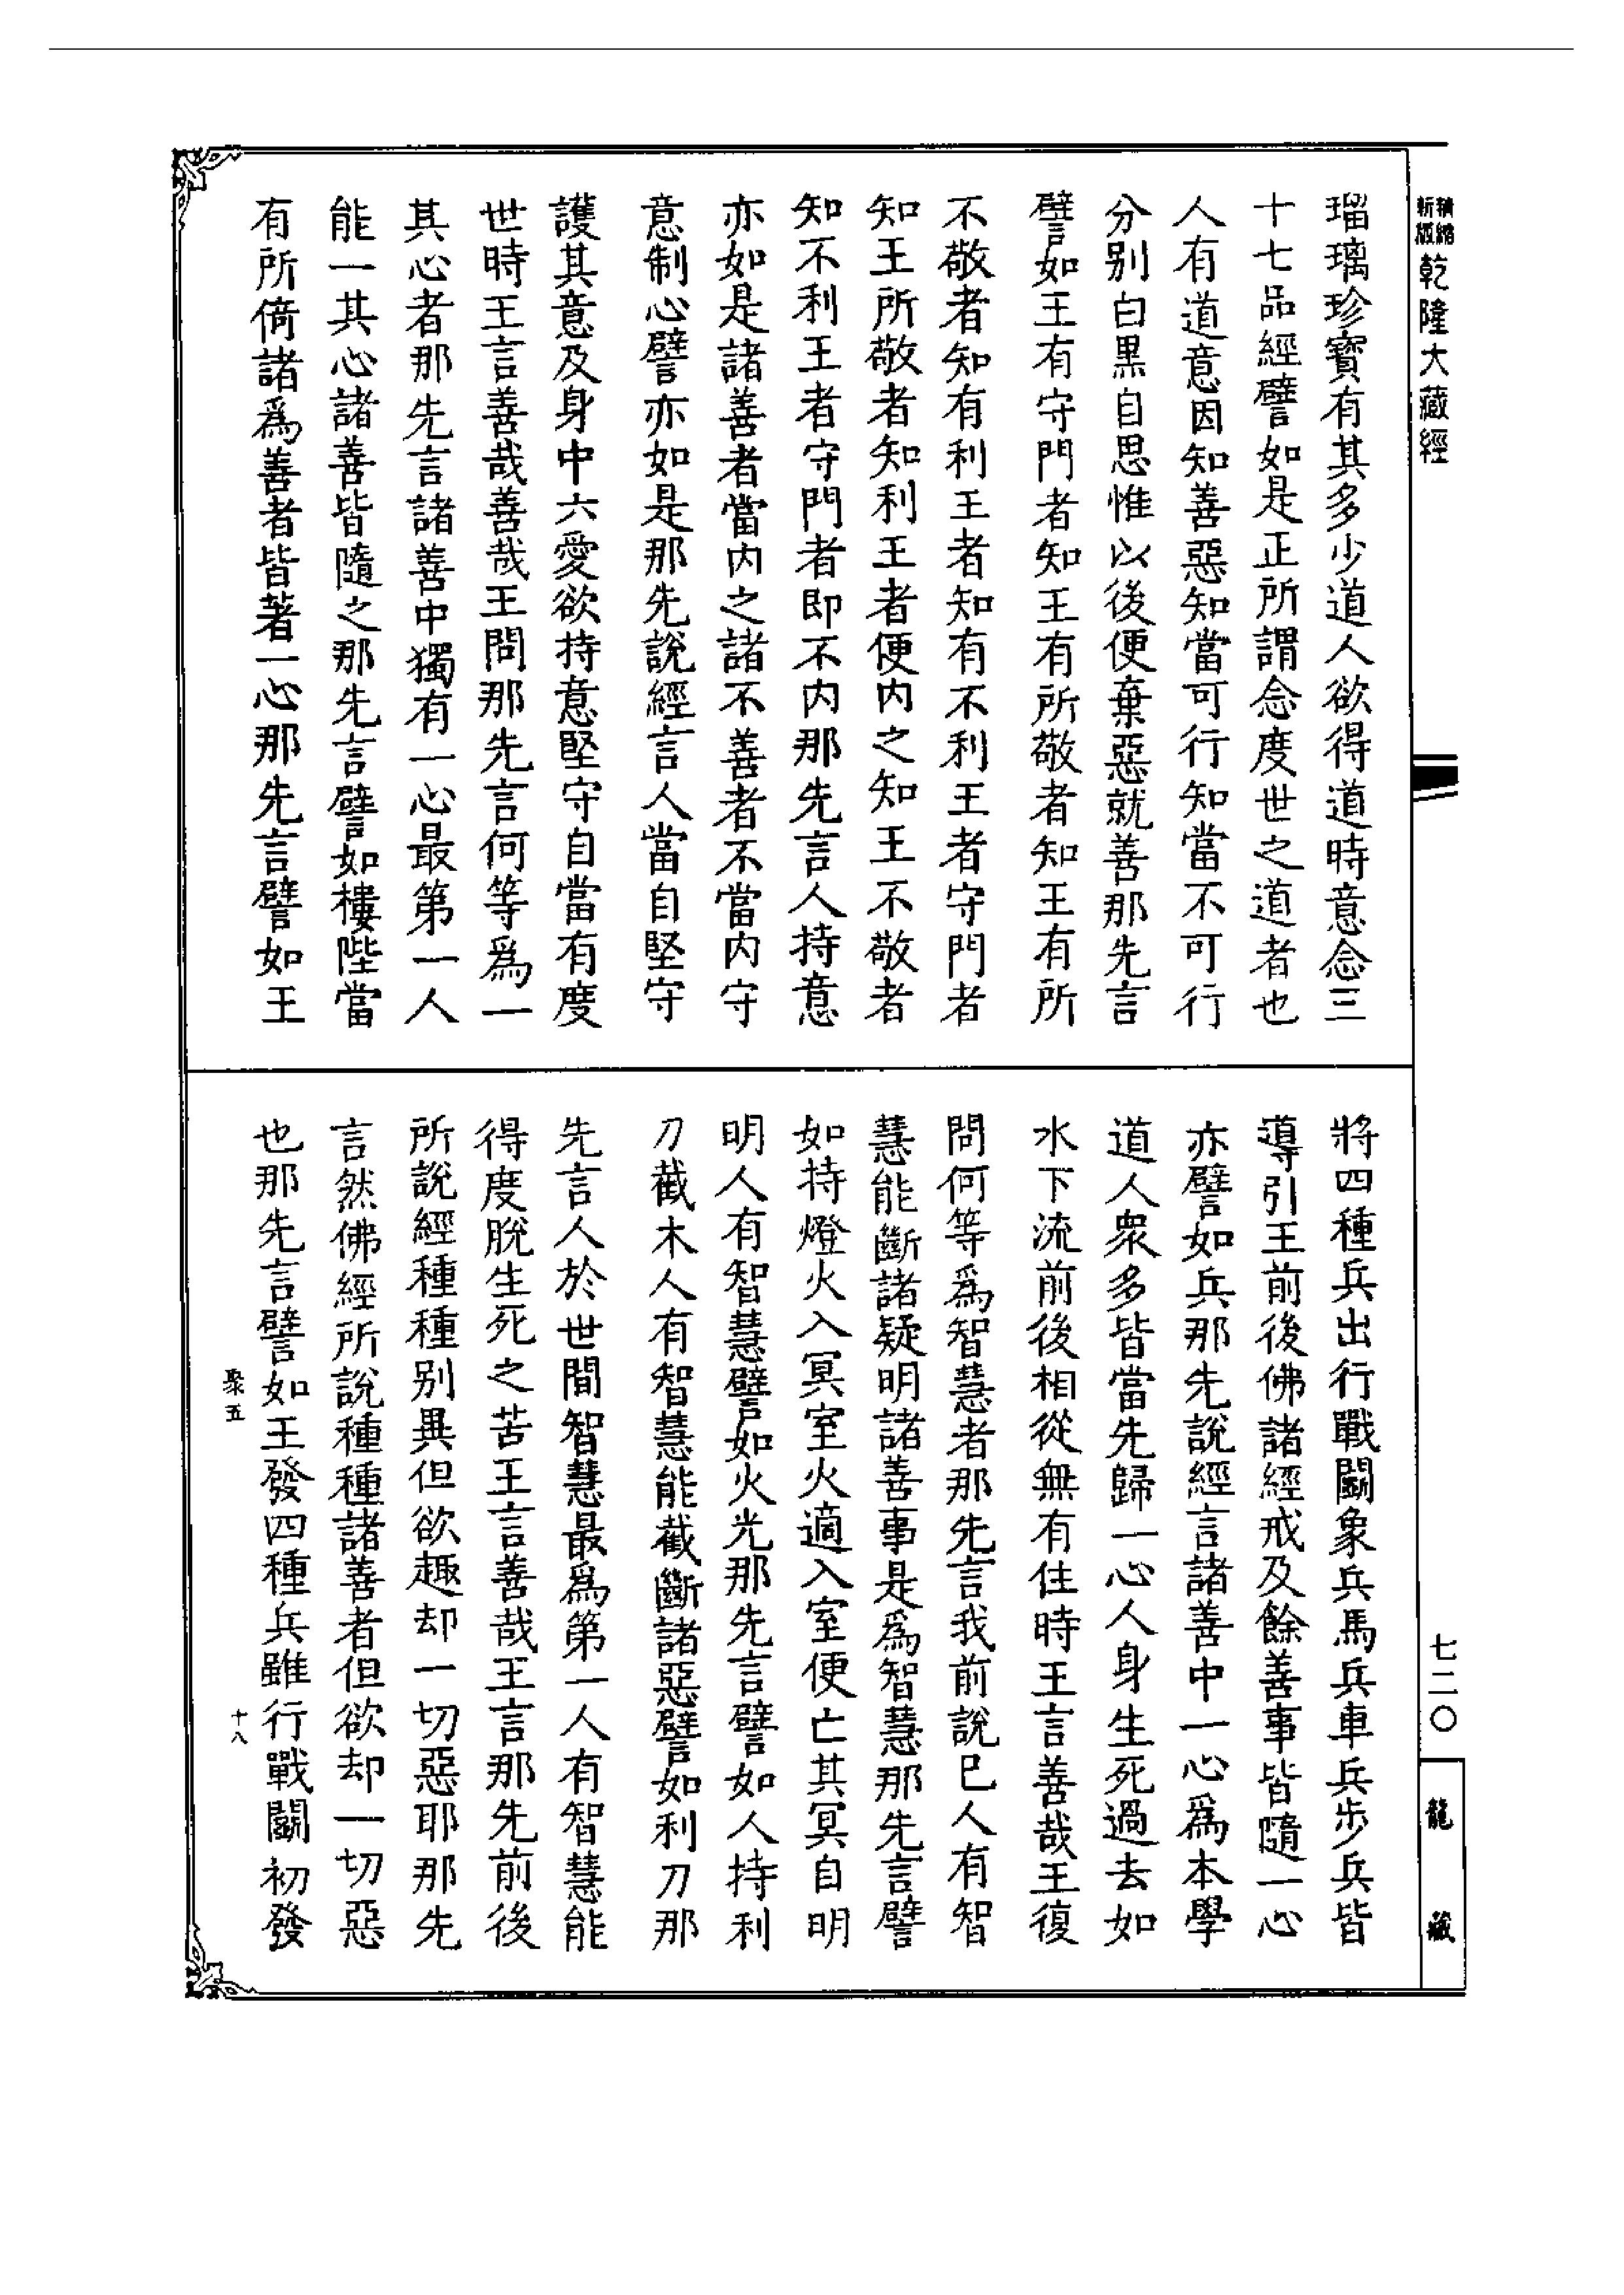 精縮新版乾隆大藏經
瑠璃珍寶有其多少道人欲得道時意念三
十七品經譬如是正所謂念度世之道者也
人有道意因知善惡知當可行知當不可行
分别白黑自思惟以後便棄惡就善那先言
譬如王有守門者知王有所敬者知王有所
不敬者知有利王者知有不利王者守門者
知王所敬者知利王者便内之知王不敬者
知不利王者守門者即不内那先言人持意
亦如是諸善者當内之諸不善者不當内守
意制心譬亦如是那先說經言人當自堅守
護其意及身中六愛欲持意堅守自當有度
世時王言善哉善哉王問那先言何等爲一
其心者那先言諸善中獨有一心最第一人
能一其心諸善皆隨之那先言譬如樓陛當
有所倚諸爲善者皆著一心那先言譬如王
將四種兵出行戰鬭象兵馬兵車兵步兵皆
導引王前後佛諸經戒及餘善事皆隨一心
亦譬如兵那先說經言諸善中一心爲本學
道人衆多皆當先歸一心人身生死過去如
水下流前後相從無有住時王言善哉王復
問何等爲智慧者那先言我前說已人有智
慧能斷諸疑明諸善事是爲智慧那先言譬
如持燈火入冥室火適入室便亡其冥自明
明人有智慧譬如火光那先言譬如人持利
刀截木人有智慧能截斷諸惡譬如利刀那
先言人於世間智慧最爲第一人有智慧能
得度脫生死之苦王言善哉王言那先前後
所說經種種别異但欲趣却一切惡耶那先
言然佛經所說種種諸善者但欲却一切惡
也那先言譬如王發四種兵雖行戰鬭初發
聚五
十八
七二〇
龍藏